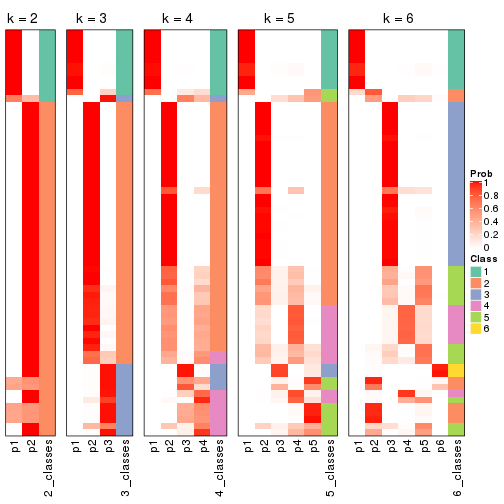 k = 2
k = 3
k = 4
k = 5
k = 6
Prob
1
0.8
0.6
0.4
0.2
0
Class
1
2
3
4
5
6
p1
p2
2_classes
p1
p2
p3
3_classes
p1
p2
p3
p4
4_classes
p1
p2
p3
p4
p5
5_classes
p1
p2
p3
p4
p5
p6
6_classes